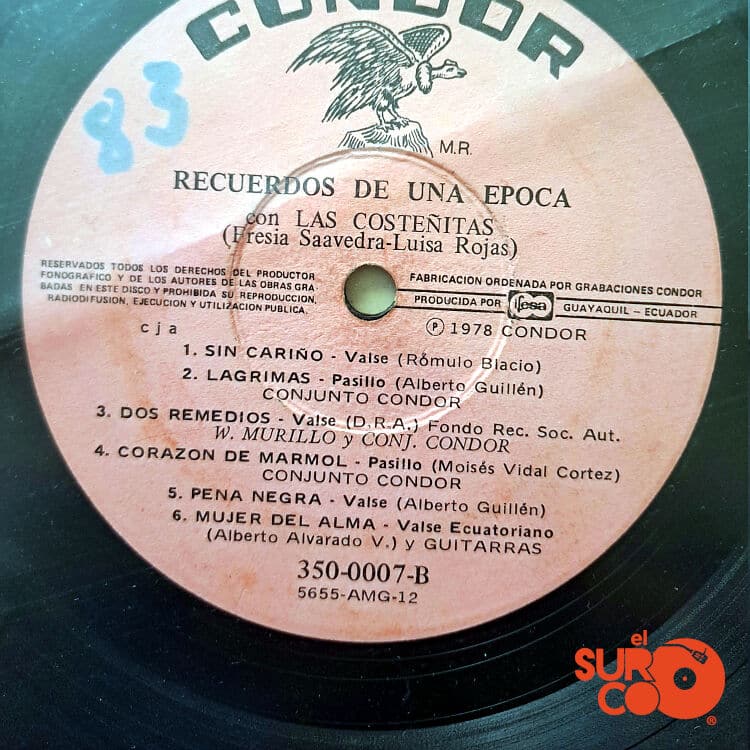 CONDOR
83
M.R.
RECUERDOS DE UNA EPOCA
con LAS COSTEÑITAS
(Fresia Saavedra-Luisa Rojas)
RESERVADOS TODOS LOS DERECHOS DEL PRODUCTOR
FONOGRAFICO Y DE LOS AUTORES DE LAS OBRAS GRA-
BADAS EN ESTE DISCO Y PROHIBIDA SU REPRODUCCION,
RADIODIFUSION, EJECUCION Y UTILIZACION PUBLICA.
FABRICACION ORDENADA POR GRABACIONES CONDOR
PRODUCIDA POR ifesa GUAYAQUIL - ECUADOR
Ⓟ 1978 CONDOR
cja
1. SIN CARIÑO - Valse (Rómulo Blacio)
2. LAGRIMAS - Pasillo (Alberto Guillén)
CONJUNTO CONDOR
3. DOS REMEDIOS - Valse (D.R.A.) Fondo Rec. Soc. Aut.
W. MURILLO y CONJ. CONDOR
4. CORAZON DE MARMOL - Pasillo (Moisés Vidal Cortez)
CONJUNTO CONDOR
5. PENA NEGRA - Valse (Alberto Guillén)
6. MUJER DEL ALMA - Valse Ecuatoriano
(Alberto Alvarado V.) y GUITARRAS
350-0007-B
5655-AMG-12
el
SUR
CO
®